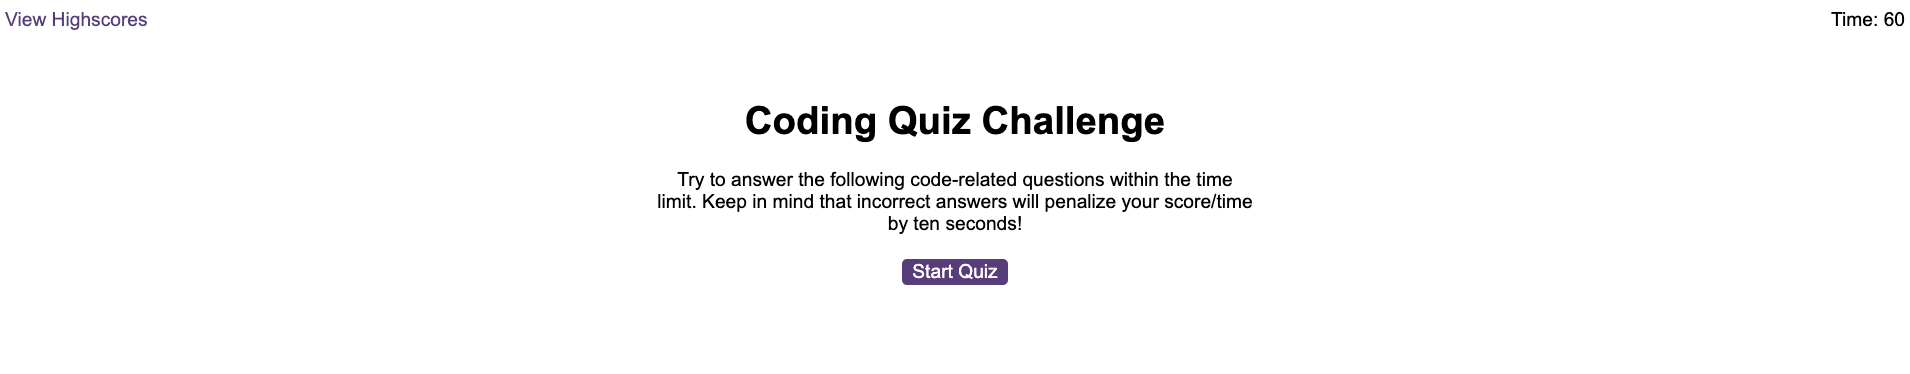 View Highscores
Time: 60
Coding Quiz Challenge
Try to answer the following code-related questions within the time
limit. Keep in mind that incorrect answers will penalize your score/time
by ten seconds!
Start Quiz